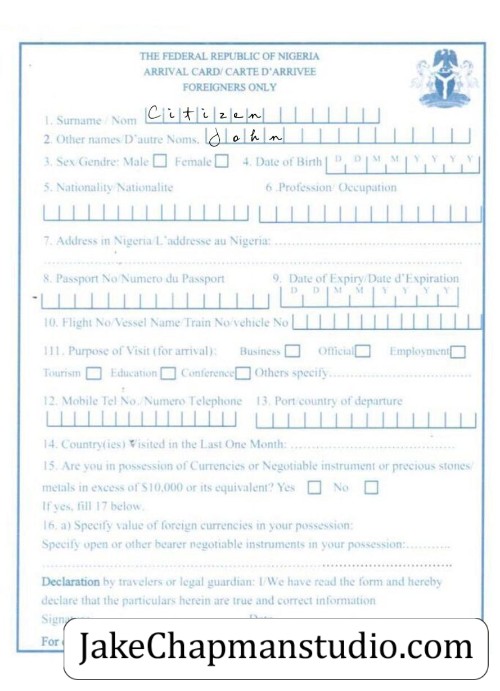 THE FEDERAL REPUBLIC OF NIGERIA
ARRIVAL CARD/ CARTE D'ARRIVEE
FOREIGNERS ONLY
1. Surname / Nom Citizen
2. Other names/D'autre Noms, John
3. Sex/Gendre: Male Female 4. Date of Birth D D M M Y Y Y Y
5. Nationality/Nationalite 6 .Profession/ Occupation
7. Address in Nigeria/L'addresse au Nigeria:
8. Passport No/Numero du Passport 9. Date of Expiry/Date d'Expiration
D D M M Y Y Y Y
10. Flight No/Vessel Name/Train No/vehicle No
111. Purpose of Visit (for arrival): Business Official Employment
Tourism Education Conference Others specify
12. Mobile Tel No./Numero Telephone 13. Port/country of departure
14. Country(ies) Visited in the Last One Month:
15. Are you in possession of Currencies or Negotiable instrument or precious stones/
metals in excess of $10,000 or its equivalent? Yes No
If yes, fill 17 below.
16. a) Specify value of foreign currencies in your possession:
Specify open or other bearer negotiable instruments in your possession:
Declaration by travelers or legal guardian: I/We have read the form and hereby
declare that the particulars herein are true and correct information
For
JakeChapmanstudio.com